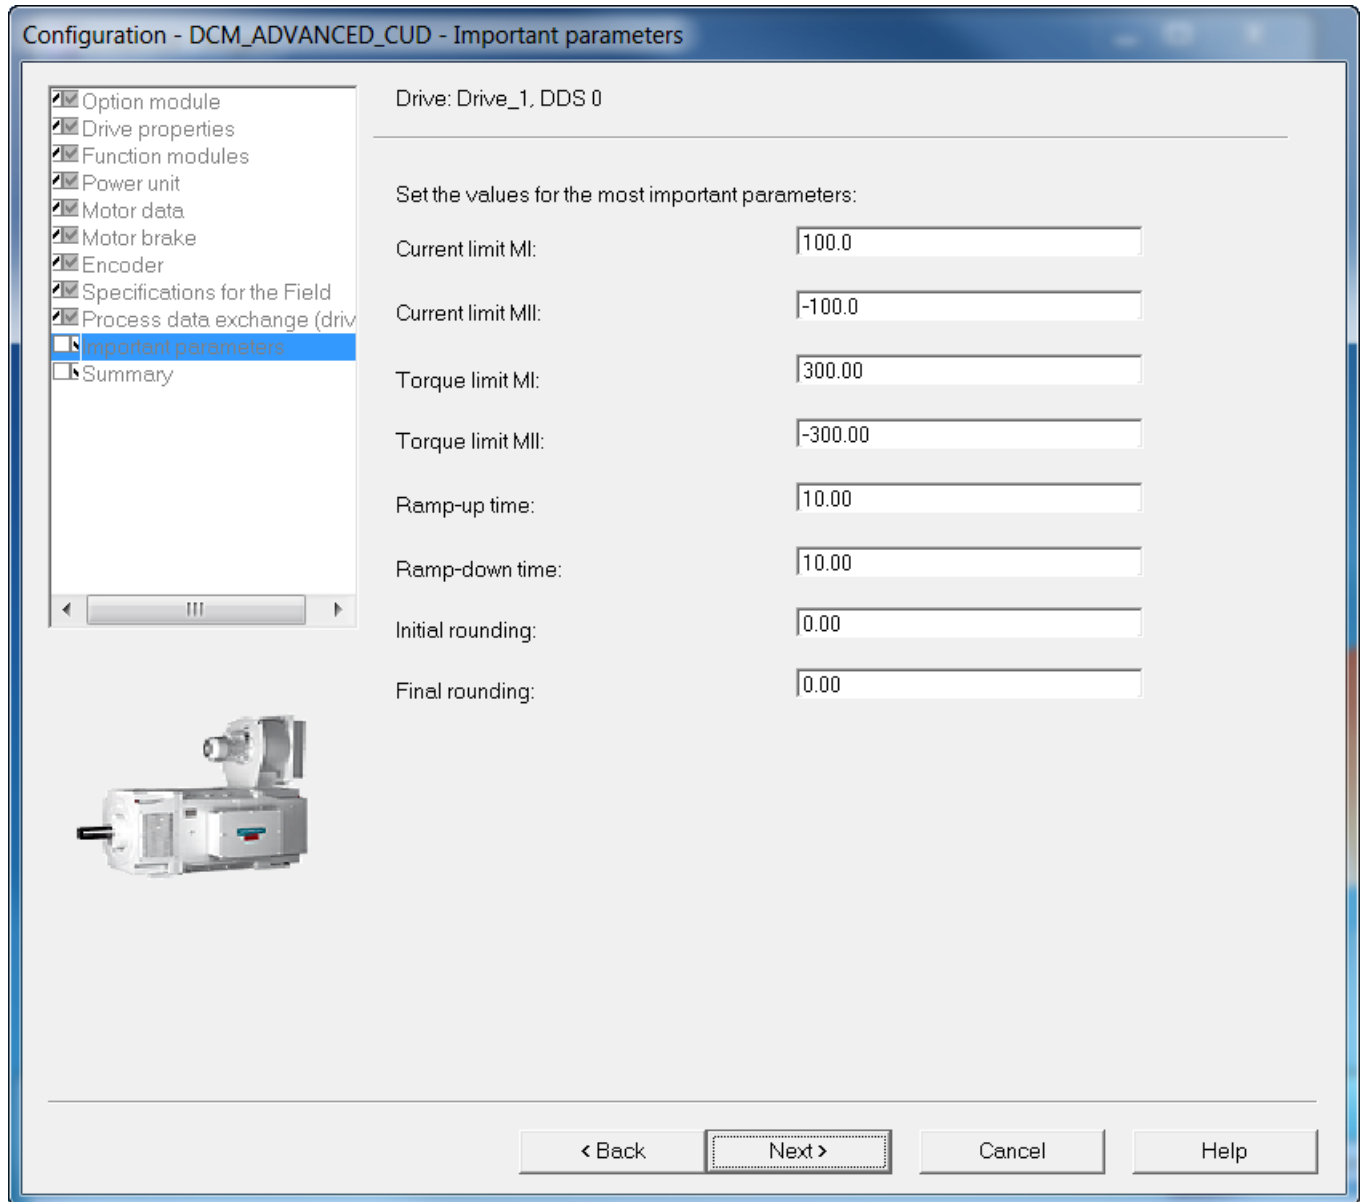 Configuration - DCM_ADVANCED_CUD - Important parameters
Option module
Drive properties
Function modules
Power unit
Motor data
Motor brake
Encoder
Specifications for the Field
Process data exchange (driv
Important parameters
Summary
Drive: Drive_1, DDS 0
Set the values for the most important parameters:
Current limit MI: 100.0
Current limit MII: -100.0
Torque limit MI: 300.00
Torque limit MII: -300.00
Ramp-up time: 10.00
Ramp-down time: 10.00
Initial rounding: 0.00
Final rounding: 0.00
< Back Next > Cancel Help